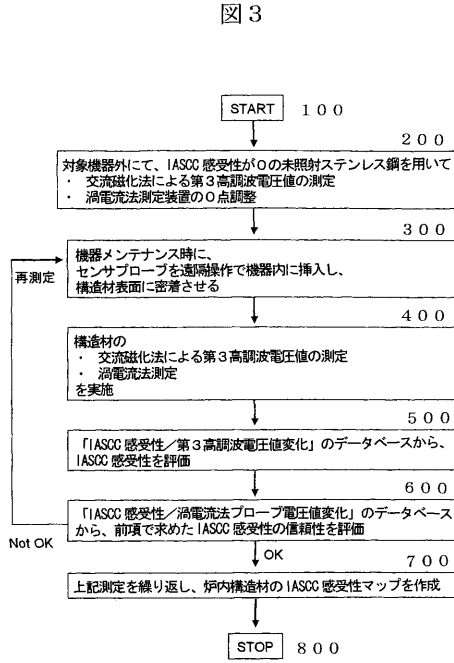 図３
START １００
２００
対象機器外にて、IASCC 感受性が０の未照射ステンレス鋼を用いて
・ 交流磁化法による第３高調波電圧値の測定
・ 渦電流法測定装置の０点調整
３００
再測定
機器メンテナンス時に、
センサプローブを遠隔操作で機器内に挿入し、
構造材表面に密着させる
４００
構造材の
・ 交流磁化法による第３高調波電圧値の測定
・ 渦電流法測定
を実施
５００
「IASCC 感受性／第３高調波電圧値変化」のデータベースから、
IASCC 感受性を評価
６００
「IASCC 感受性／渦電流法プローブ電圧値変化」のデータベース
から、前項で求めた IASCC 感受性の信頼性を評価
Not OK
OK
７００
上記測定を繰り返し、炉内構造材の IASCC 感受性マップを作成
STOP ８００